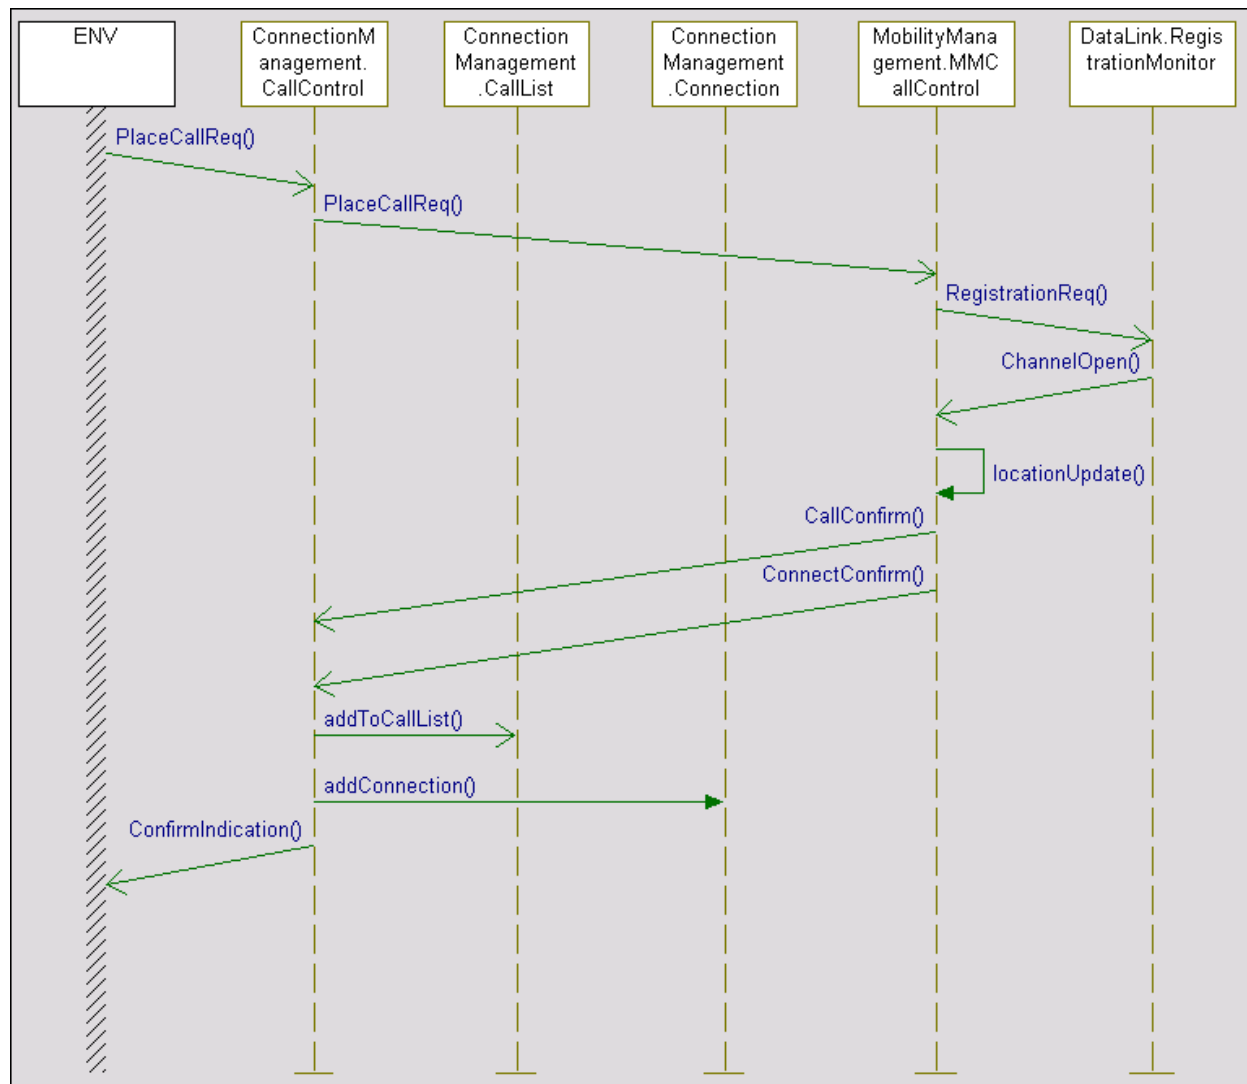 ENV
ConnectionM
anagement.
CallControl
Connection
Management
.CallList
Connection
Management
.Connection
MobilityMana
gement.MMC
allControl
DataLink.Regis
trationMonitor
PlaceCallReq()
PlaceCallReq()
RegistrationReq()
ChannelOpen()
locationUpdate()
CallConfirm()
ConnectConfirm()
addToCallList()
addConnection()
ConfirmIndication()